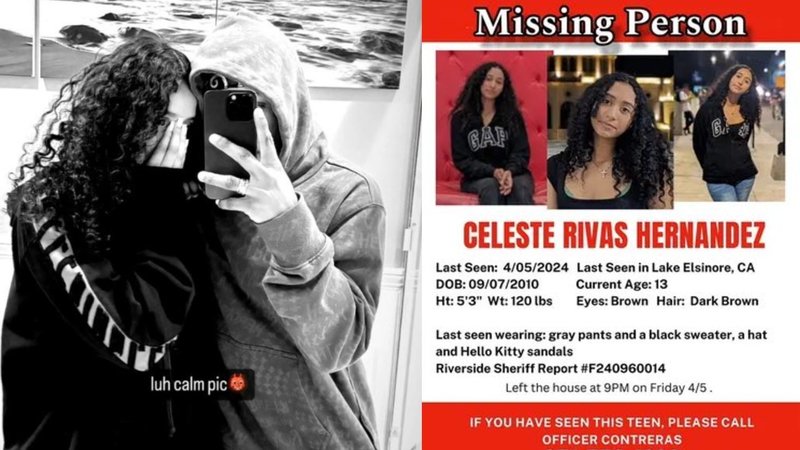 luh calm pic👹
Missing Person
GAP
GAP
CELESTE RIVAS HERNANDEZ
Last Seen: 4/05/2024 Last Seen in Lake Elsinore, CA
DOB: 09/07/2010 Current Age: 13
Ht: 5'3" Wt: 120 lbs Eyes: Brown Hair: Dark Brown
Last seen wearing: gray pants and a black sweater, a hat
and Hello Kitty sandals
Riverside Sheriff Report #F240960014
Left the house at 9PM on Friday 4/5 .
IF YOU HAVE SEEN THIS TEEN, PLEASE CALL
OFFICER CONTRERAS